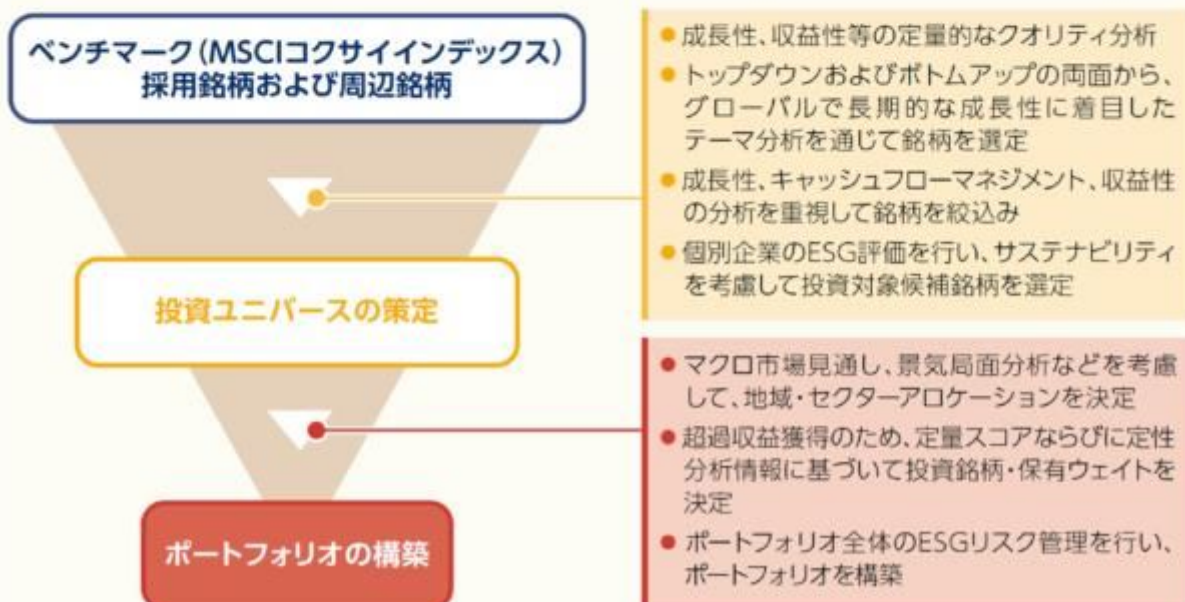 ベンチマーク(MSCIコクサイインデックス)
採用銘柄および周辺銘柄
● 成長性、収益性等の定量的なクオリティ分析
● トップダウンおよびボトムアップの両面から、
グローバルで長期的な成長性に着目した
テーマ分析を通じて銘柄を選定
● 成長性、キャッシュフローマネジメント、収益性
の分析を重視して銘柄を絞込み
● 個別企業のESG評価を行い、サステナビリティ
を考慮して投資対象候補銘柄を選定
投資ユニバースの策定
● マクロ市場見通し、景気局面分析などを考慮
して、地域・セクターアロケーションを決定
● 超過収益獲得のため、定量スコアならびに定性
分析情報に基づいて投資銘柄・保有ウェイトを
決定
● ポートフォリオ全体のESGリスク管理を行い、
ポートフォリオを構築
ポートフォリオの構築